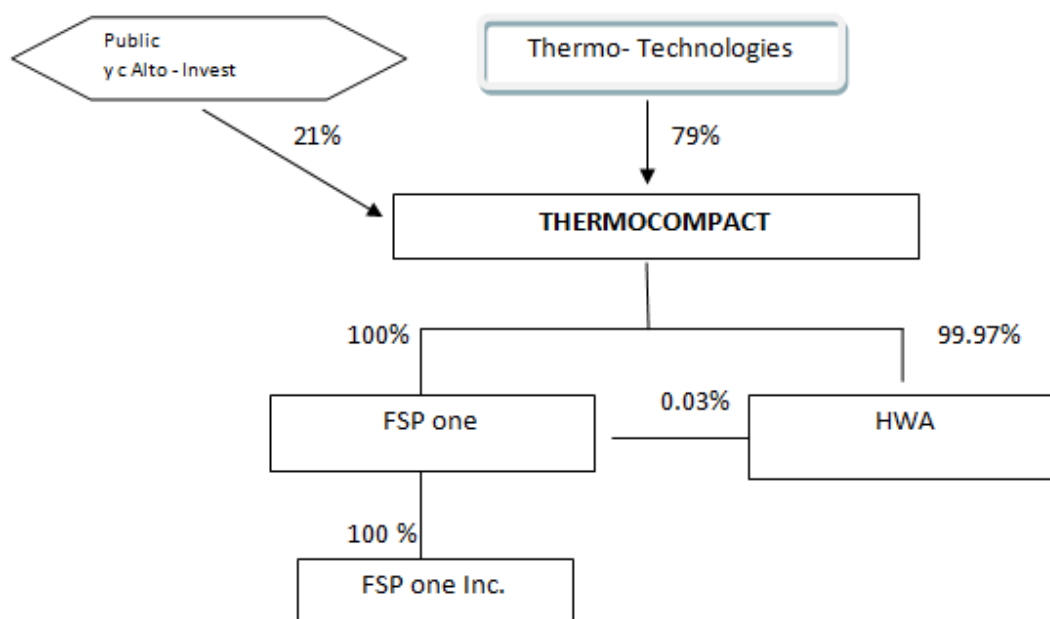 Public
y c Alto - Invest
Thermo- Technologies
21%
79%
THERMOCOMPACT
100%
99.97%
0.03%
FSP one
HWA
100 %
FSP one Inc.